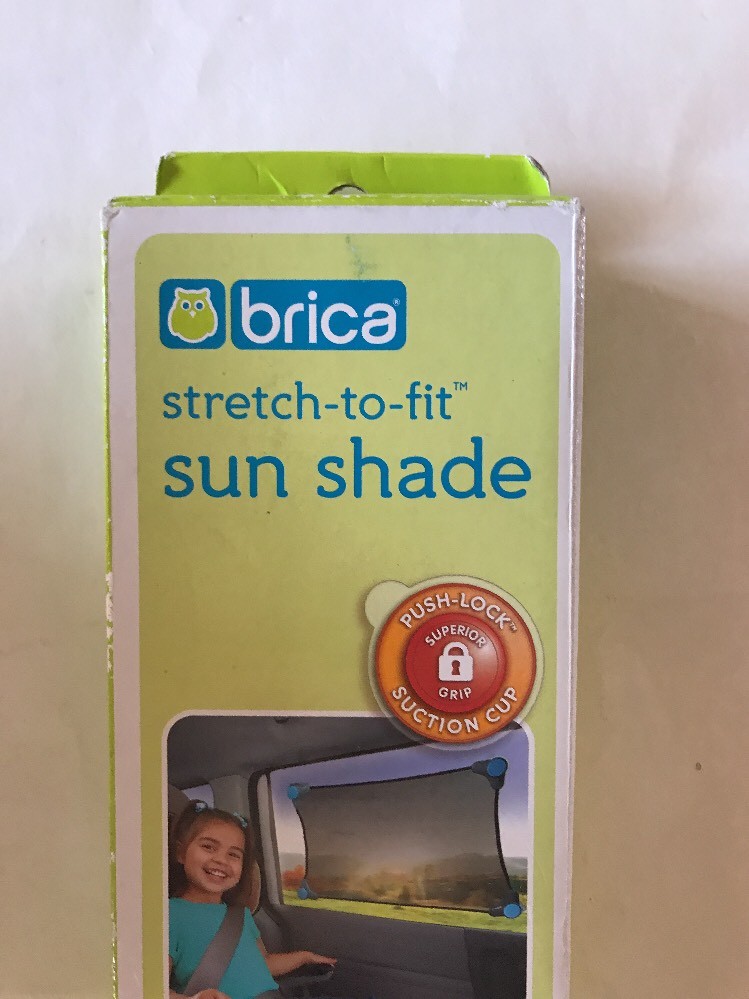 brica®
stretch-to-fit™
sun shade
PUSH-LOCK™
SUPERIOR
GRIP
SUCTION CUP